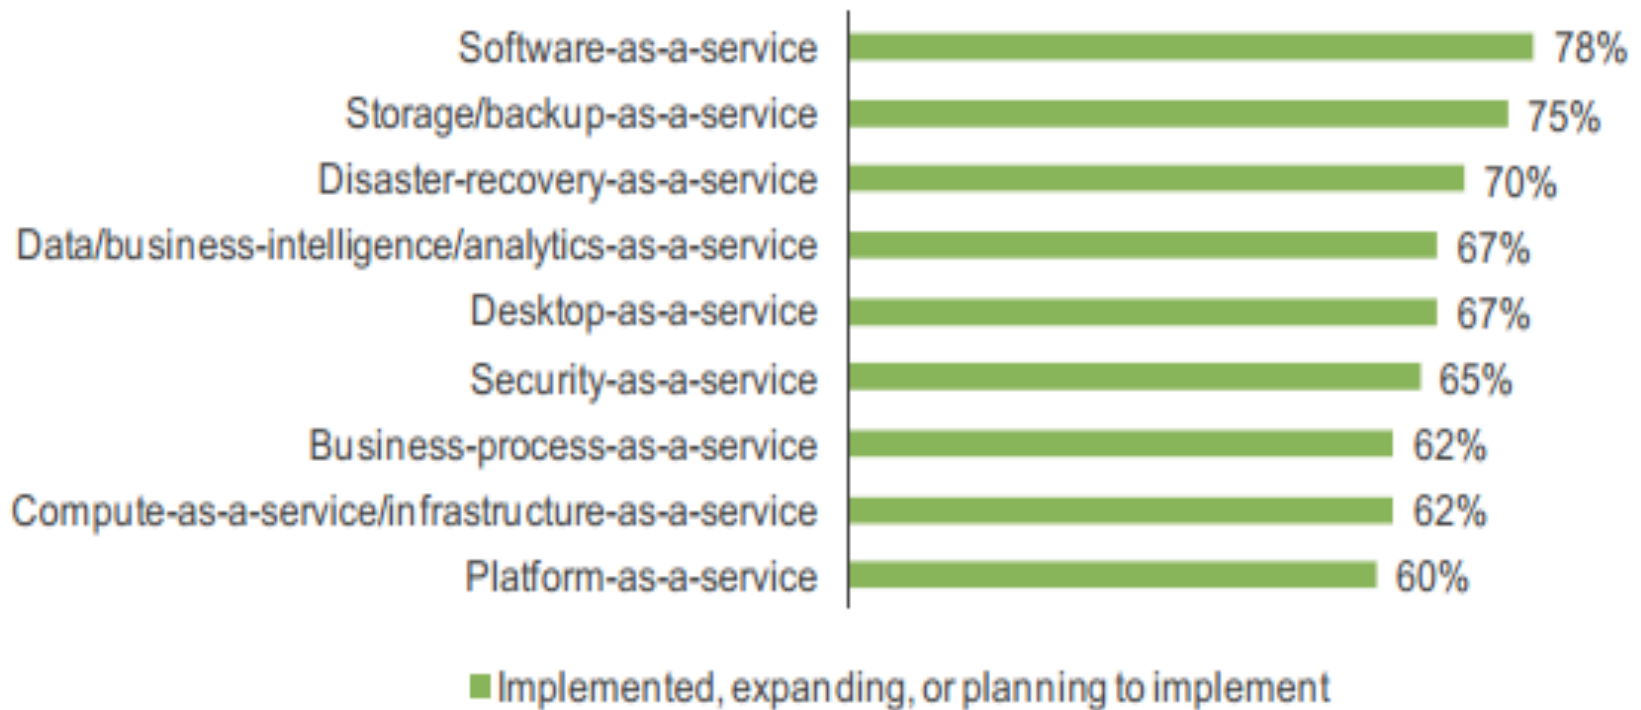 Software-as-a-service 78%
Storage/backup-as-a-service 75%
Disaster-recovery-as-a-service 70%
Data/business-intelligence/analytics-as-a-service 67%
Desktop-as-a-service 67%
Security-as-a-service 65%
Business-process-as-a-service 62%
Compute-as-a-service/infrastructure-as-a-service 62%
Platform-as-a-service 60%
Implemented, expanding, or planning to implement